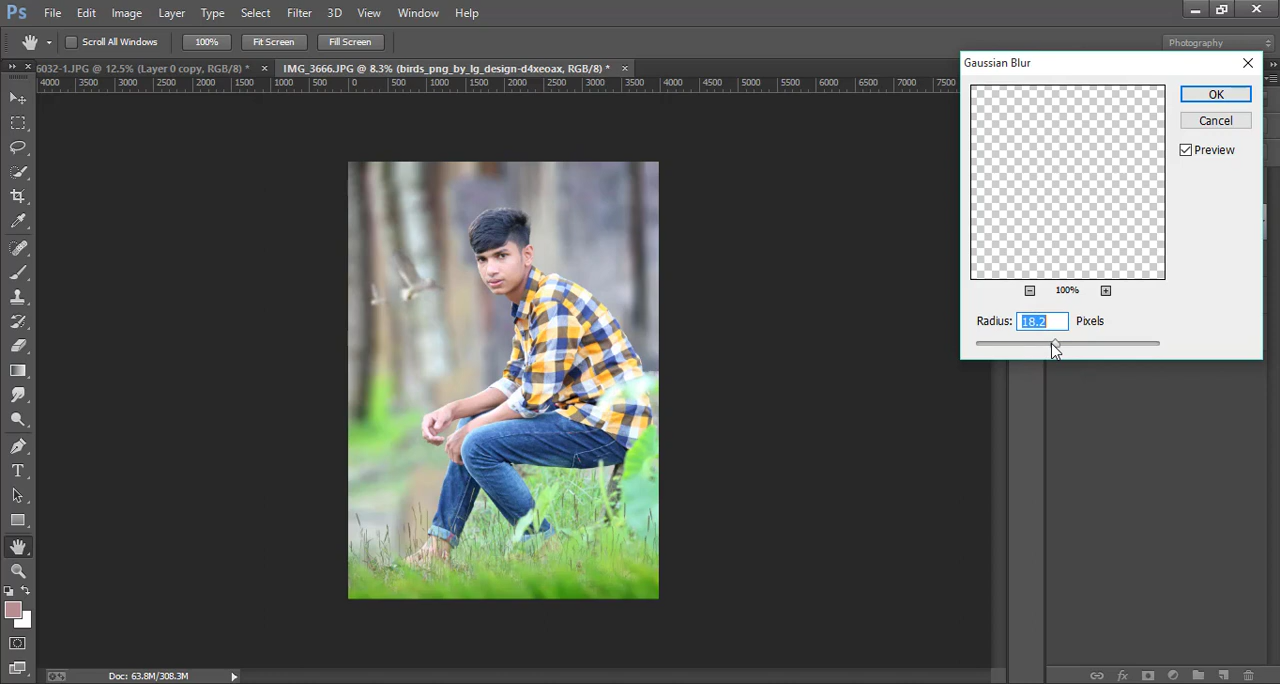 Ps File Edit Image Layer Type Select Filter 3D View Window Help
Scroll All Windows 100% Fit Screen Fill Screen Photography
6032-1.JPG @ 12.5% (Layer 0 copy, RGB/8) * × IMG_3666.JPG @ 8.3% (birds_png_by_lg_design-d4xeoax, RGB/8) * ×
4000 3500 3000 2500 2000 1500 1000 500 0 500 1000 1500 2000 2500 3000 3500 4000 4500 5000 5500 6000 6500 7000 7500
Gaussian Blur
OK
Cancel
Preview
100%
Radius: 18.2 Pixels
T
Doc: 63.8M/308.3M
fx